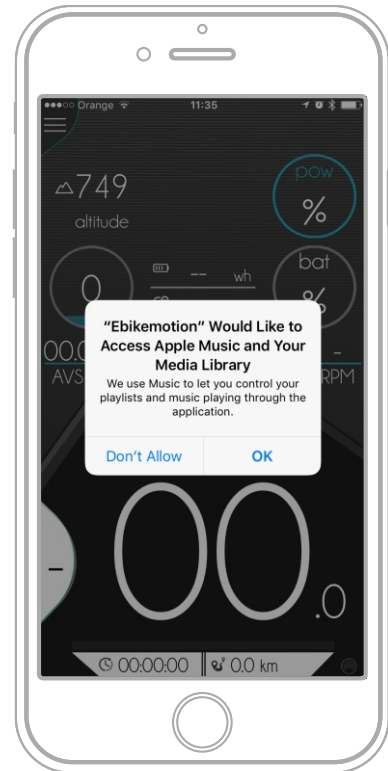 Orange 11:35
749
altitude
pow
%
0
-- wh
bat
%
“Ebikemotion” Would Like to
Access Apple Music and Your
Media Library
We use Music to let you control your
playlists and music playing through the
application.
Don’t Allow OK
00.0
AVS
-
RPM
-
00.0
00:00:00 0.0 km